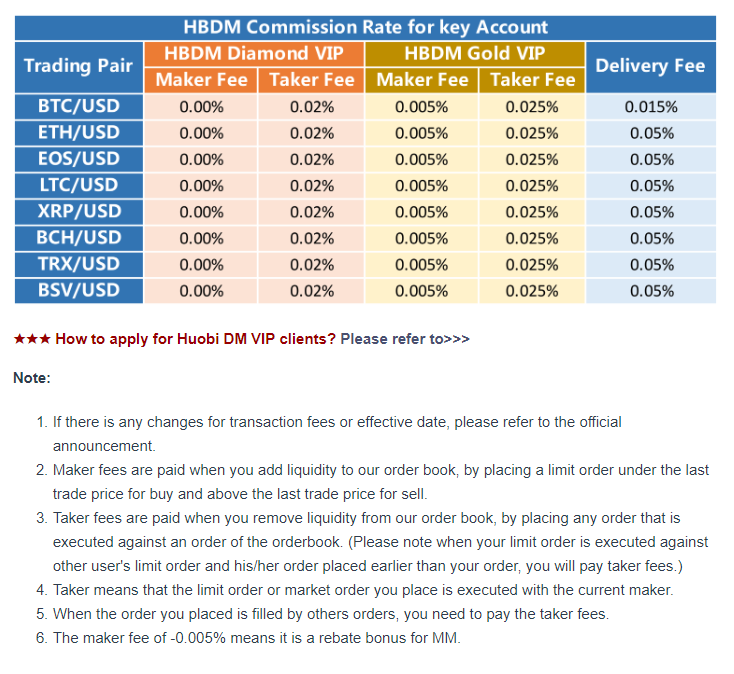 HBDM Commission Rate for key Account
Trading Pair HBDM Diamond VIP HBDM Gold VIP Delivery Fee
Maker Fee Taker Fee Maker Fee Taker Fee
BTC/USD 0.00% 0.02% 0.005% 0.025% 0.015%
ETH/USD 0.00% 0.02% 0.005% 0.025% 0.05%
EOS/USD 0.00% 0.02% 0.005% 0.025% 0.05%
LTC/USD 0.00% 0.02% 0.005% 0.025% 0.05%
XRP/USD 0.00% 0.02% 0.005% 0.025% 0.05%
BCH/USD 0.00% 0.02% 0.005% 0.025% 0.05%
TRX/USD 0.00% 0.02% 0.005% 0.025% 0.05%
BSV/USD 0.00% 0.02% 0.005% 0.025% 0.05%
★★★ How to apply for Huobi DM VIP clients? Please refer to>>>
Note:
1. If there is any changes for transaction fees or effective date, please refer to the official
announcement.
2. Maker fees are paid when you add liquidity to our order book, by placing a limit order under the last
trade price for buy and above the last trade price for sell.
3. Taker fees are paid when you remove liquidity from our order book, by placing any order that is
executed against an order of the orderbook. (Please note when your limit order is executed against
other user's limit order and his/her order placed earlier than your order, you will pay taker fees.)
4. Taker means that the limit order or market order you place is executed with the current maker.
5. When the order you placed is filled by others orders, you need to pay the taker fees.
6. The maker fee of -0.005% means it is a rebate bonus for MM.